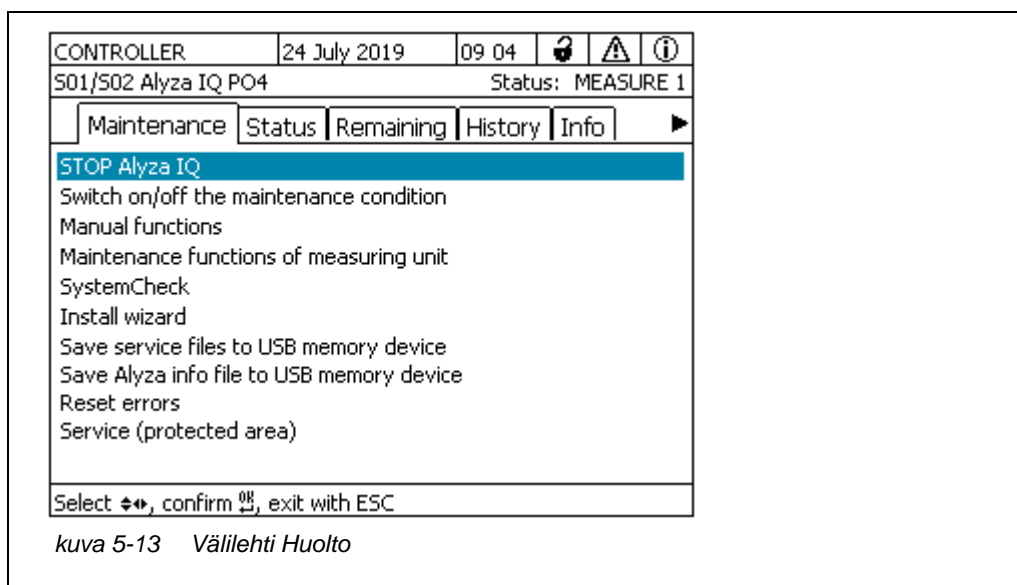 CONTROLLER 24 July 2019 09 04
S01/S02 Alyza IQ PO4 Status: MEASURE 1
Maintenance Status Remaining History Info
STOP Alyza IQ
Switch on/off the maintenance condition
Manual functions
Maintenance functions of measuring unit
SystemCheck
Install wizard
Save service files to USB memory device
Save Alyza info file to USB memory device
Reset errors
Service (protected area)
Select, confirm OK, exit with ESC
kuva 5-13 Välilehti Huolto